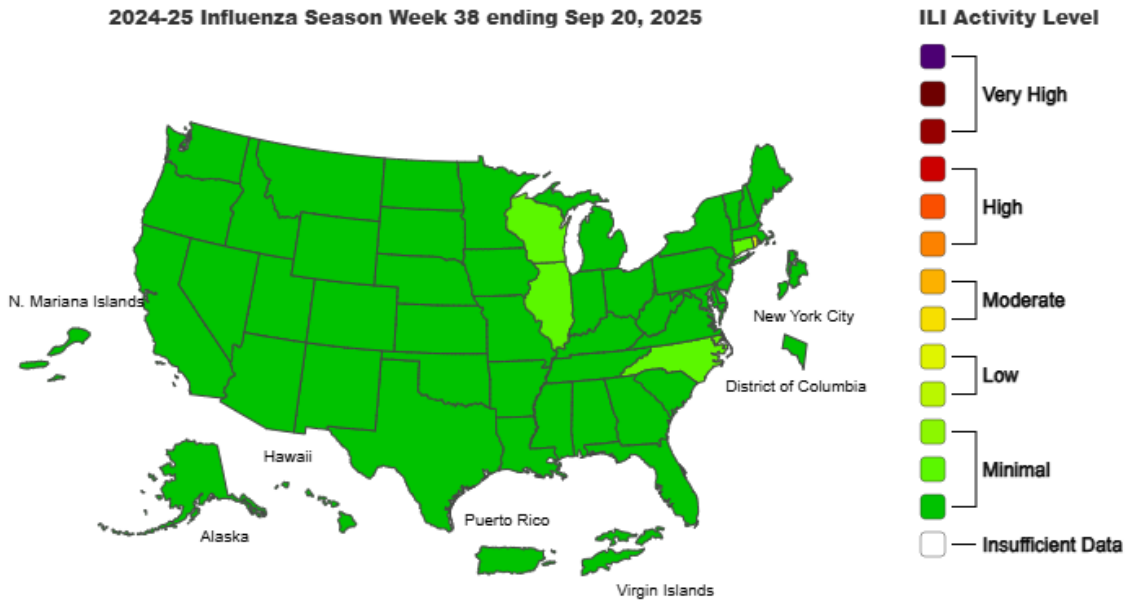 2024-25 Influenza Season Week 38 ending Sep 20, 2025
ILI Activity Level
Very High
High
Moderate
Low
Minimal
Insufficient Data
N. Mariana Islands
New York City
District of Columbia
Hawaii
Alaska
Puerto Rico
Virgin Islands